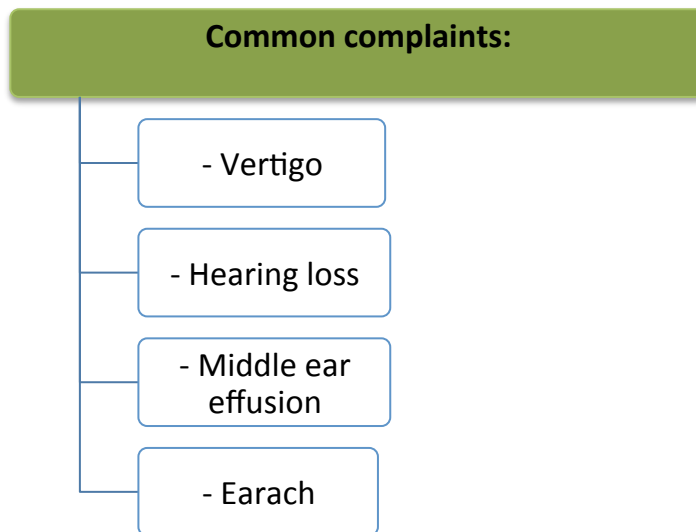 Common complaints:
- Vertigo
- Hearing loss
- Middle ear
effusion
- Earach